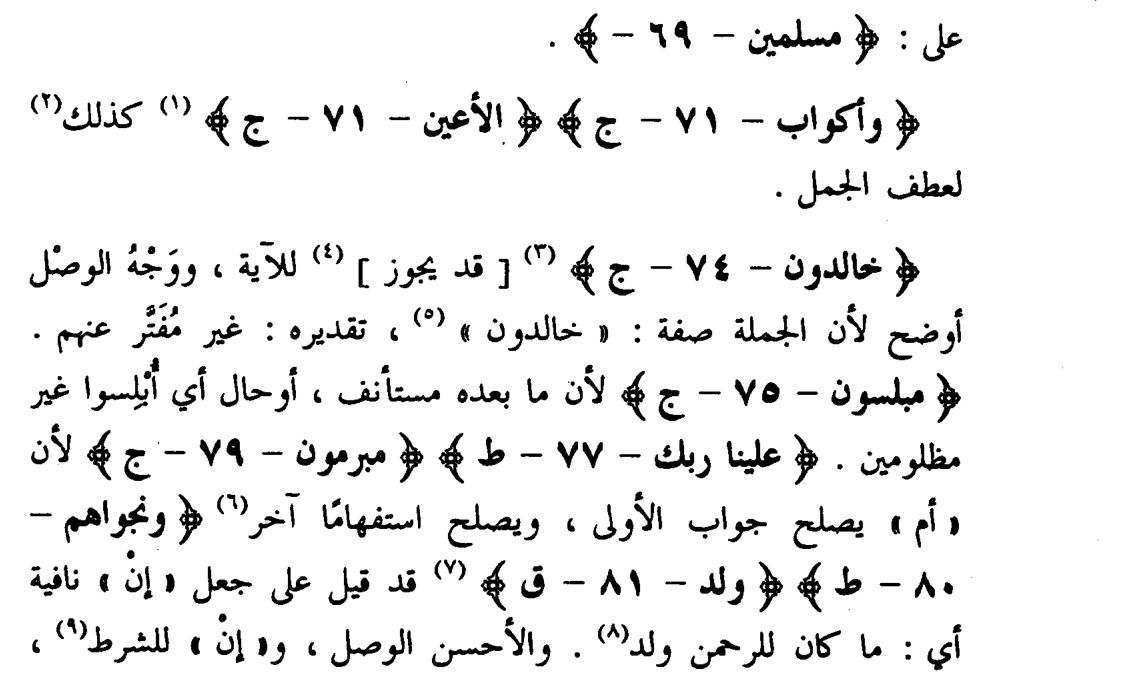 على : ﴿ مسلمين – ٦٩ – ﴾ .
﴿ وأكواب – ٧١ – ج ﴾ ﴿ الأعين – ٧١ – ج ﴾ (١) كذلك(٢)
لعطف الجمل .
﴿ خالدون – ٧٤ – ج ﴾ (٣) [ قد يجوز ] (٤) للآية ، ووَجْهُ الوصْل
أوضح لأن الجملة صفة : « خالدون » (٥) ، تقديره : غير مُفَتَّر عنهم .
﴿ مبلسون – ٧٥ – ج ﴾ لأن ما بعده مستأنف ، أوحال أي أُبْلِسوا غير
مظلومين . ﴿ علينا ربك – ٧٧ – ط ﴾ ﴿ مبرمون – ٧٩ – ج ﴾ لأن
« أم » يصلح جواب الأولى ، ويصلح استفهامًا آخر(٦) ﴿ ونجواهم –
٨٠ – ط ﴾ ﴿ ولد – ٨١ – ق ﴾ (٧) قد قيل على جعل « إنْ » نافية
أي : ما كان للرحمن ولد(٨) . والأحسن الوصل ، و« إنْ » للشرط(٩) ،